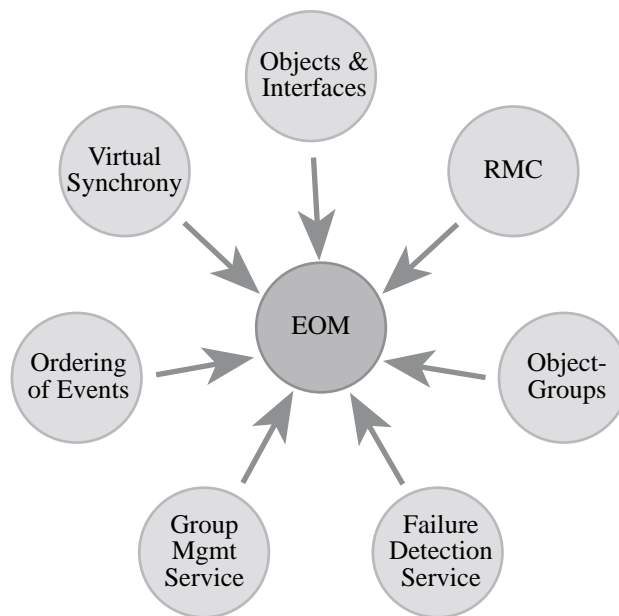 Objects &
Interfaces
Virtual
Synchrony
RMC
EOM
Ordering
of Events
Object-
Groups
Group
Mgmt
Service
Failure
Detection
Service